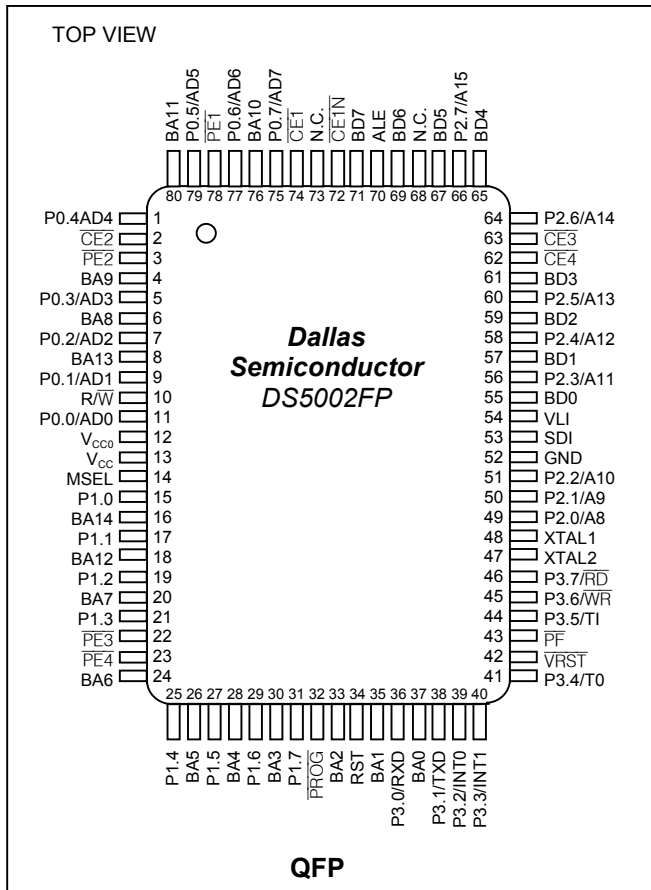 TOP VIEW
BA11
P0.5/AD5
PE1
P0.6/AD6
BA10
P0.7/AD7
CE1
N.C.
CE1N
BD7
ALE
BD6
N.C.
BD5
P2.7/A15
BD4
80 79 78 77 76 75 74 73 72 71 70 69 68 67 66 65
P0.4AD4 1
CE2 2
PE2 3
BA9 4
P0.3/AD3 5
BA8 6
P0.2/AD2 7
BA13 8
P0.1/AD1 9
R/W 10
P0.0/AD0 11
VCC0 12
VCC 13
MSEL 14
P1.0 15
BA14 16
P1.1 17
BA12 18
P1.2 19
BA7 20
P1.3 21
PE3 22
PE4 23
BA6 24
Dallas
Semiconductor
DS5002FP
64 P2.6/A14
63 CE3
62 CE4
61 BD3
60 P2.5/A13
59 BD2
58 P2.4/A12
57 BD1
56 P2.3/A11
55 BD0
54 VLI
53 SDI
52 GND
51 P2.2/A10
50 P2.1/A9
49 P2.0/A8
48 XTAL1
47 XTAL2
46 P3.7/RD
45 P3.6/WR
44 P3.5/TI
43 PF
42 VRST
41 P3.4/T0
25 26 27 28 29 30 31 32 33 34 35 36 37 38 39 40
P1.4
BA5
P1.5
BA4
P1.6
BA3
P1.7
PROG
BA2
RST
BA1
P3.0/RXD
BA0
P3.1/TXD
P3.2/INT0
P3.3/INT1
QFP